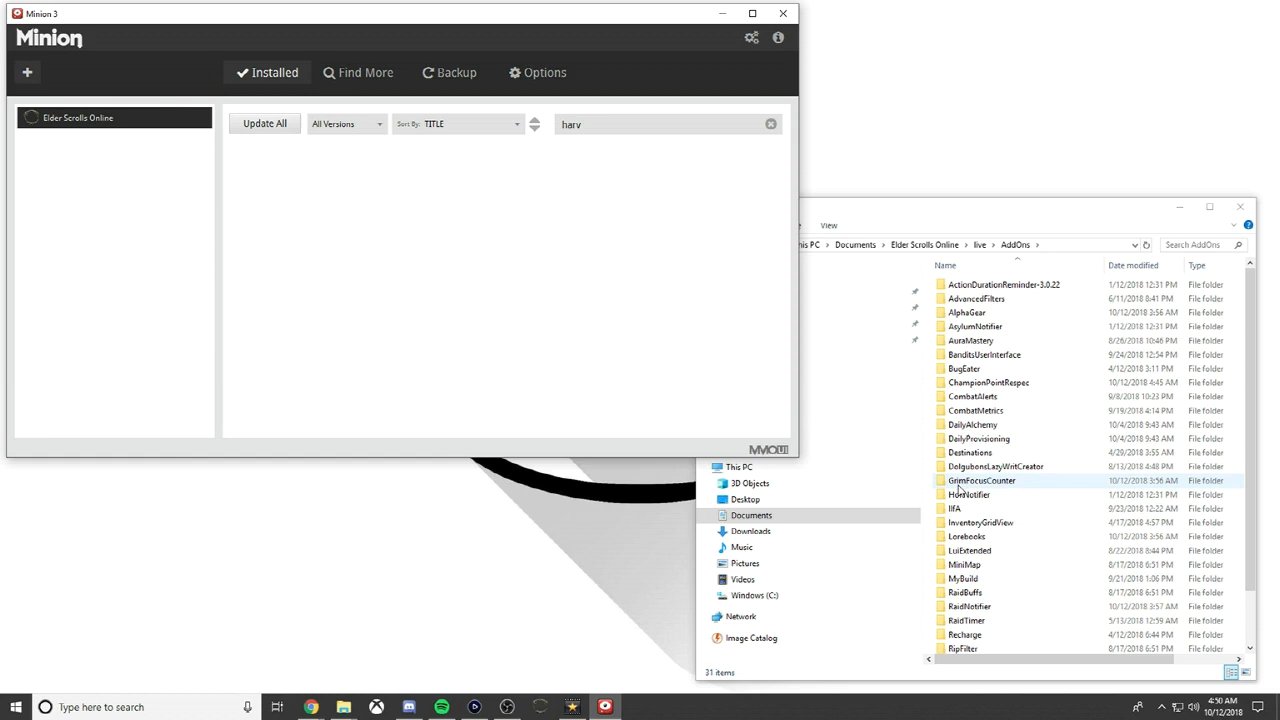 Minion 3
Minion
Installed
Find More
Backup
Options
Elder Scrolls Online
Update All
All Versions
Sort By: TITLE
harv
MMOUI
View
his PC > Documents > Elder Scrolls Online > live > AddOns >
Search AddOns
Name Date modified Type
ActionDurationReminder-3.0.22 1/12/2018 12:31 PM File folder
AdvancedFilters 6/11/2018 8:41 PM File folder
AlphaGear 10/12/2018 3:56 AM File folder
AsylumNotifier 1/12/2018 12:31 PM File folder
AuraMastery 8/26/2018 10:46 PM File folder
BanditsUserInterface 9/24/2018 12:54 PM File folder
BugEater 4/12/2018 3:11 PM File folder
ChampionPointRespec 10/12/2018 4:45 AM File folder
CombatAlerts 9/8/2018 10:23 PM File folder
CombatMetrics 9/19/2018 4:14 PM File folder
DailyAlchemy 10/4/2018 9:43 AM File folder
DailyProvisioning 10/4/2018 9:43 AM File folder
Destinations 4/29/2018 3:55 AM File folder
DolgubonsLazyWritCreator 8/13/2018 4:48 PM File folder
GrimFocusCounter 10/12/2018 3:56 AM File folder
HodorNotifier 1/12/2018 12:31 PM File folder
IIfA 9/23/2018 12:22 AM File folder
InventoryGridView 4/17/2018 4:57 PM File folder
Lorebooks 10/12/2018 3:56 AM File folder
LuiExtended 8/22/2018 8:44 PM File folder
MiniMap 8/17/2018 6:51 PM File folder
MyBuild 9/21/2018 1:06 PM File folder
RaidBuffs 8/17/2018 6:51 PM File folder
RaidNotifier 10/12/2018 3:57 AM File folder
RaidTimer 5/13/2018 12:59 AM File folder
Recharge 4/12/2018 6:44 PM File folder
RipFilter 8/17/2018 6:51 PM File folder
This PC
3D Objects
Desktop
Documents
Downloads
Music
Pictures
Videos
Windows (C:)
Network
Image Catalog
31 items
Type here to search
4:50 AM
10/12/2018